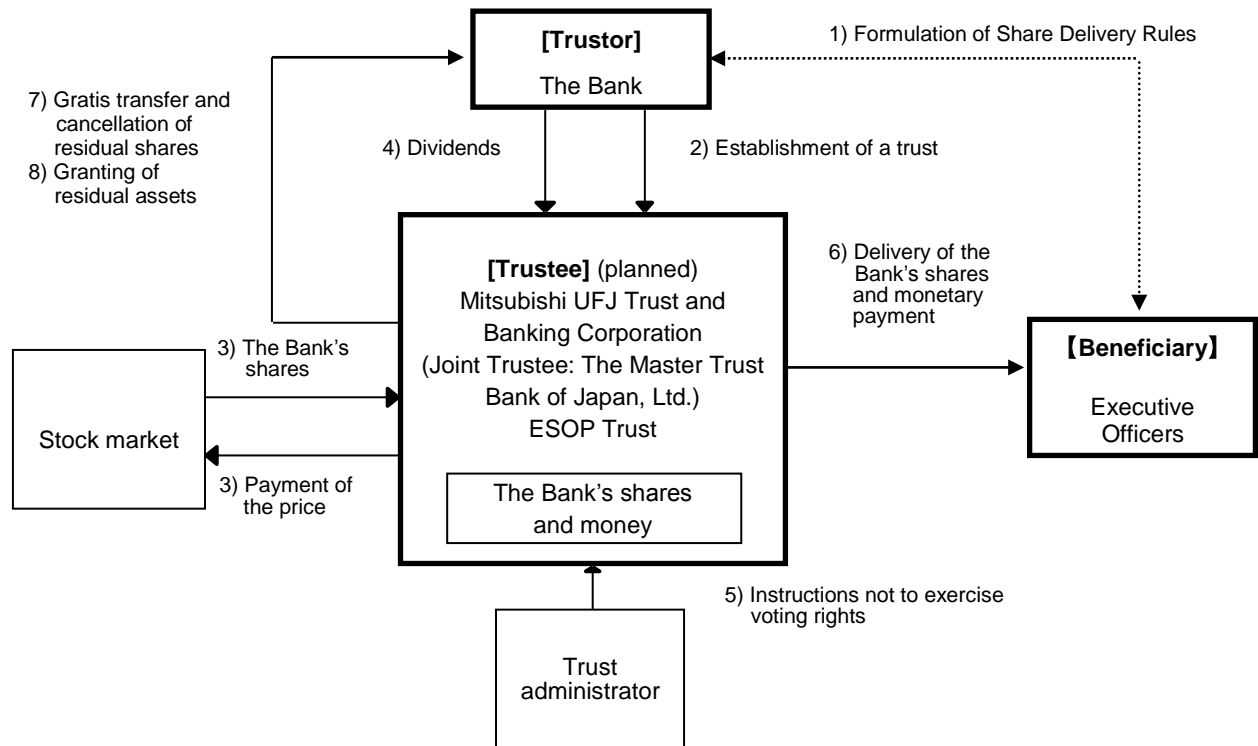 [Trustor]
The Bank
1) Formulation of Share Delivery Rules
7) Gratis transfer and
cancellation of
residual shares
8) Granting of
residual assets
4) Dividends
2) Establishment of a trust
[Trustee] (planned)
Mitsubishi UFJ Trust and
Banking Corporation
(Joint Trustee: The Master Trust
Bank of Japan, Ltd.)
ESOP Trust
The Bank’s shares
and money
6) Delivery of the
Bank’s shares
and monetary
payment
【Beneficiary】
Executive
Officers
3) The Bank’s
shares
Stock market
3) Payment of
the price
5) Instructions not to exercise
voting rights
Trust
administrator